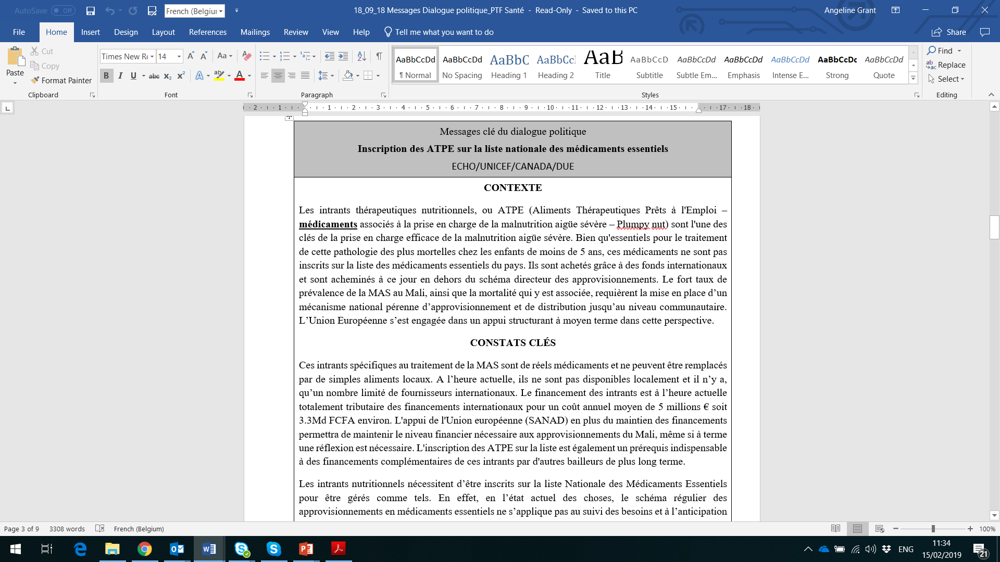 AutoSave Off French (Belgiur 18_09_18 Messages Dialogue politique_PTF Santé - Read-Only - Saved to this PC Angeline Grant
File Home Insert Design Layout References Mailings Review View Help Tell me what you want to do Share
Paste Cut Copy Format Painter Clipboard
Times New Ro 14 Font
Paragraph
AaBbCcDd AaBbCcDd AaBbC AaBbCc AaB AaBbCcD AaBbCcDd AaBbCcDd AaBbCcDd AaBbCcDc AaBbCcDd
¶ Normal No Spacing Heading 1 Heading 2 Title Subtitle Subtle Em... Emphasis Intense E... Strong Quote
Styles
Find Replace Select Editing
2 1 1 2 3 4 5 6 7 8 9 10 11 12 13 14 15 17 18
Messages clé du dialogue politique
Inscription des ATPE sur la liste nationale des médicaments essentiels
ECHO/UNICEF/CANADA/DUE
CONTEXTE
Les intrants thérapeutiques nutritionnels, ou ATPE (Aliments Thérapeutiques Prêts à l'Emploi –
médicaments associés à la prise en charge de la malnutrition aigüe sévère – Plumpy nut) sont l'une des
clés de la prise en charge efficace de la malnutrition aigüe sévère. Bien qu'essentiels pour le traitement
de cette pathologie des plus mortelles chez les enfants de moins de 5 ans, ces médicaments ne sont pas
inscrits sur la liste des médicaments essentiels du pays. Ils sont achetés grâce à des fonds internationaux
et sont acheminés à ce jour en dehors du schéma directeur des approvisionnements. Le fort taux de
prévalence de la MAS au Mali, ainsi que la mortalité qui y est associée, requièrent la mise en place d’un
mécanisme national pérenne d’approvisionnement et de distribution jusqu’au niveau communautaire.
L’Union Européenne s’est engagée dans un appui structurant à moyen terme dans cette perspective.
CONSTATS CLÉS
Ces intrants spécifiques au traitement de la MAS sont de réels médicaments et ne peuvent être remplacés
par de simples aliments locaux. A l’heure actuelle, ils ne sont pas disponibles localement et il n’y a,
qu’un nombre limité de fournisseurs internationaux. Le financement des intrants est à l’heure actuelle
totalement tributaire des financements internationaux pour un coût annuel moyen de 5 millions € soit
3.3Md FCFA environ. L'appui de l'Union européenne (SANAD) en plus du maintien des financements
permettra de maintenir le niveau financier nécessaire aux approvisionnements du Mali, même si à terme
une réflexion est nécessaire. L'inscription des ATPE sur la liste est également un prérequis indispensable
à des financements complémentaires de ces intrants par d'autres bailleurs de plus long terme.
Les intrants nutritionnels nécessitent d’être inscrits sur la liste Nationale des Médicaments Essentiels
pour être gérés comme tels. En effet, en l’état actuel des choses, le schéma régulier des
approvisionnements en médicaments essentiels ne s’applique pas au suivi des besoins et à l’anticipation
Page 3 of 9 3308 words French (Belgium) 100%
ENG 11:34
15/02/2019 21